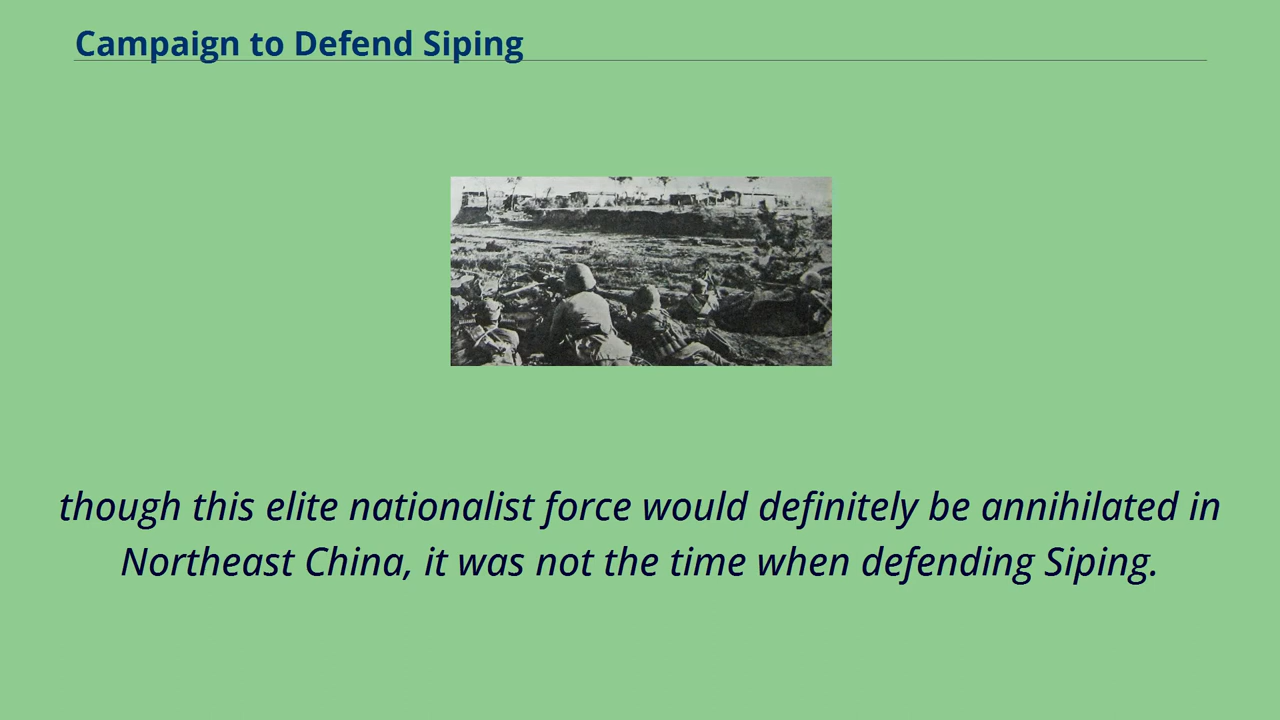 Campaign to Defend Siping
though this elite nationalist force would definitely be annihilated in
Northeast China, it was not the time when defending Siping.